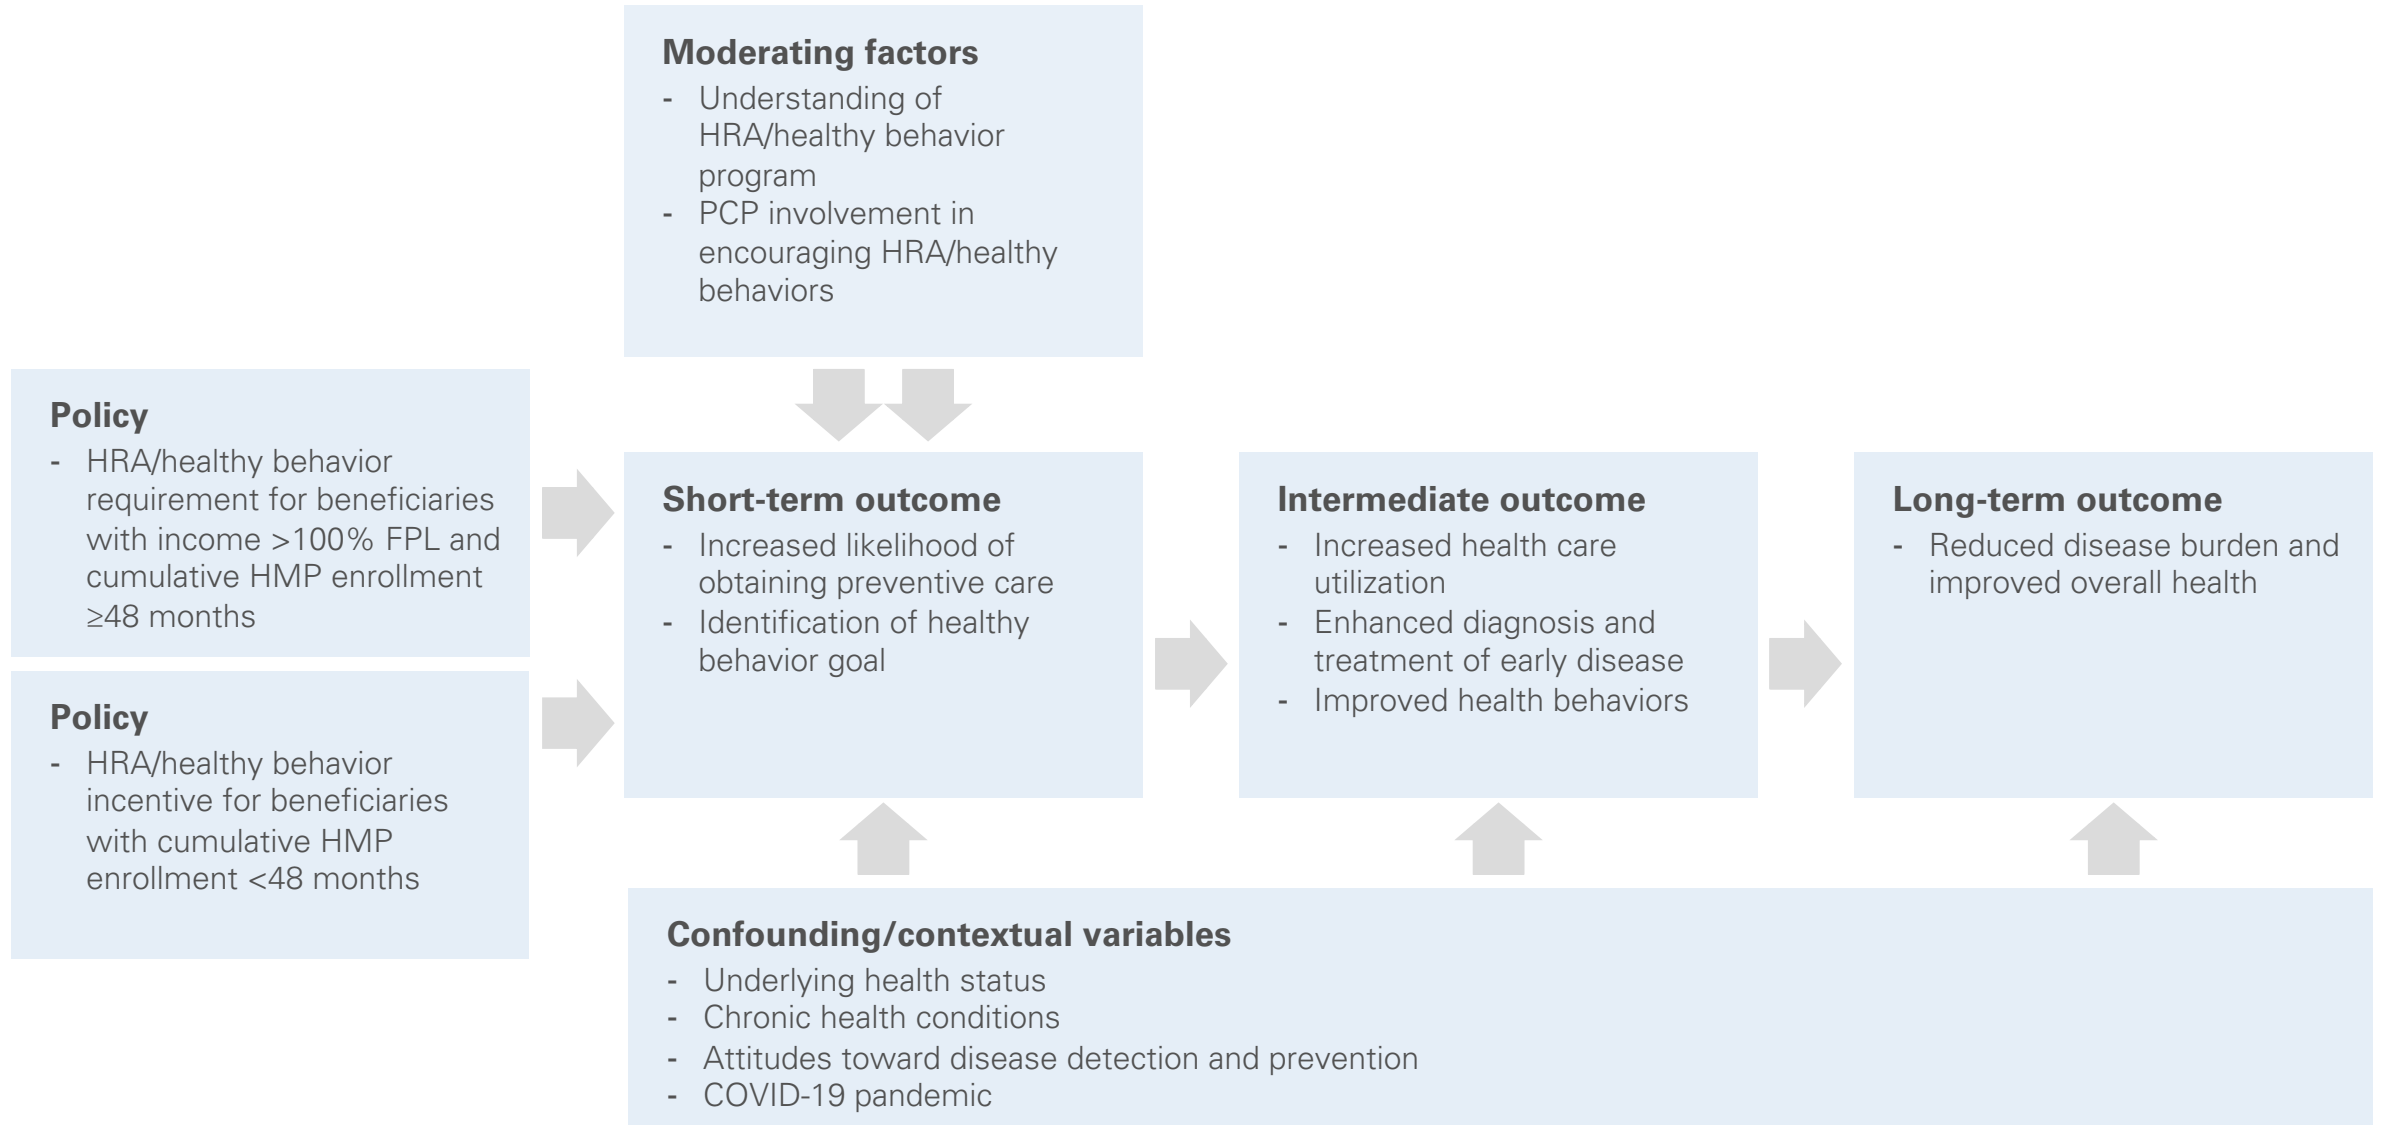 Moderating factors
- Understanding of
HRA/healthy behavior
program
- PCP involvement in
encouraging HRA/healthy
behaviors
Policy
- HRA/healthy behavior
requirement for beneficiaries
with income >100% FPL and
cumulative HMP enrollment
≥48 months
Policy
- HRA/healthy behavior
incentive for beneficiaries
with cumulative HMP
enrollment <48 months
Short-term outcome
- Increased likelihood of
obtaining preventive care
- Identification of healthy
behavior goal
Intermediate outcome
- Increased health care
utilization
- Enhanced diagnosis and
treatment of early disease
- Improved health behaviors
Long-term outcome
- Reduced disease burden and
improved overall health
Confounding/contextual variables
- Underlying health status
- Chronic health conditions
- Attitudes toward disease detection and prevention
- COVID-19 pandemic